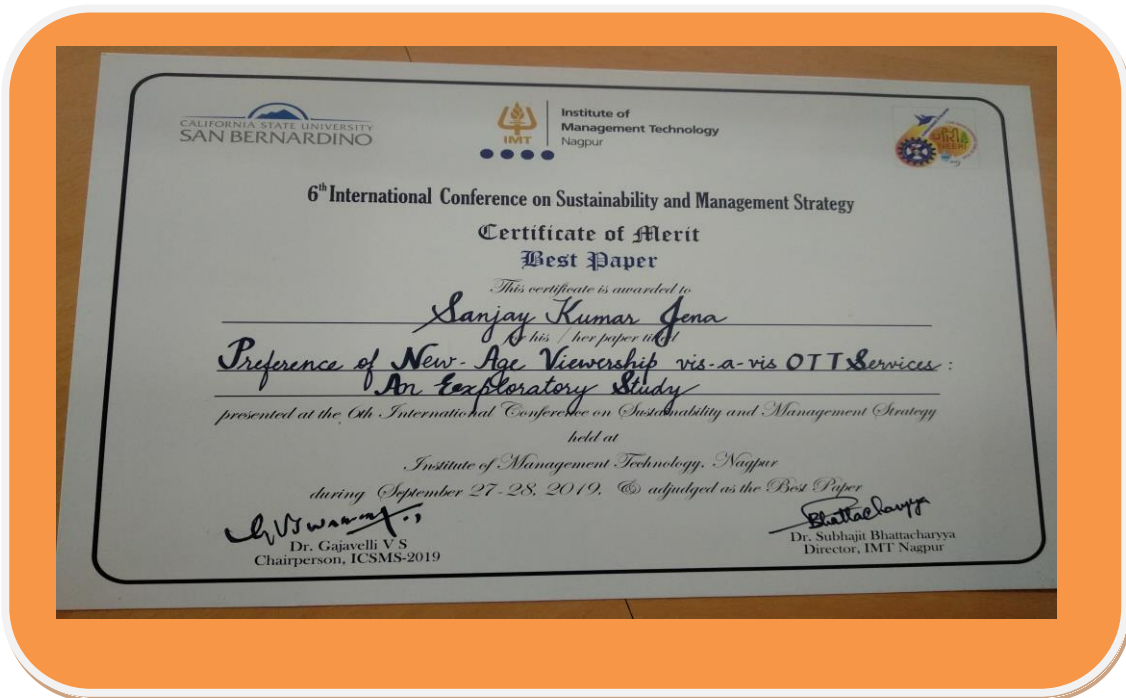 CALIFORNIA STATE UNIVERSITY
SAN BERNARDINO
IMT
Institute of
Management Technology
Nagpur
NEERI
6th International Conference on Sustainability and Management Strategy
Certificate of Merit
Best Paper
This certificate is awarded to
Sanjay Kumar Jena
for his / her paper titled
Preference of New-Age Viewership vis-a-vis OTT Services :
An Exploratory Study
presented at the 6th International Conference on Sustainability and Management Strategy
held at
Institute of Management Technology, Nagpur
during September 27-28, 2019. & adjudged as the Best Paper
Bhattacharyya
Dr. Gajavelli V S
Chairperson, ICSMS-2019
Dr. Subhajit Bhattacharyya
Director, IMT Nagpur